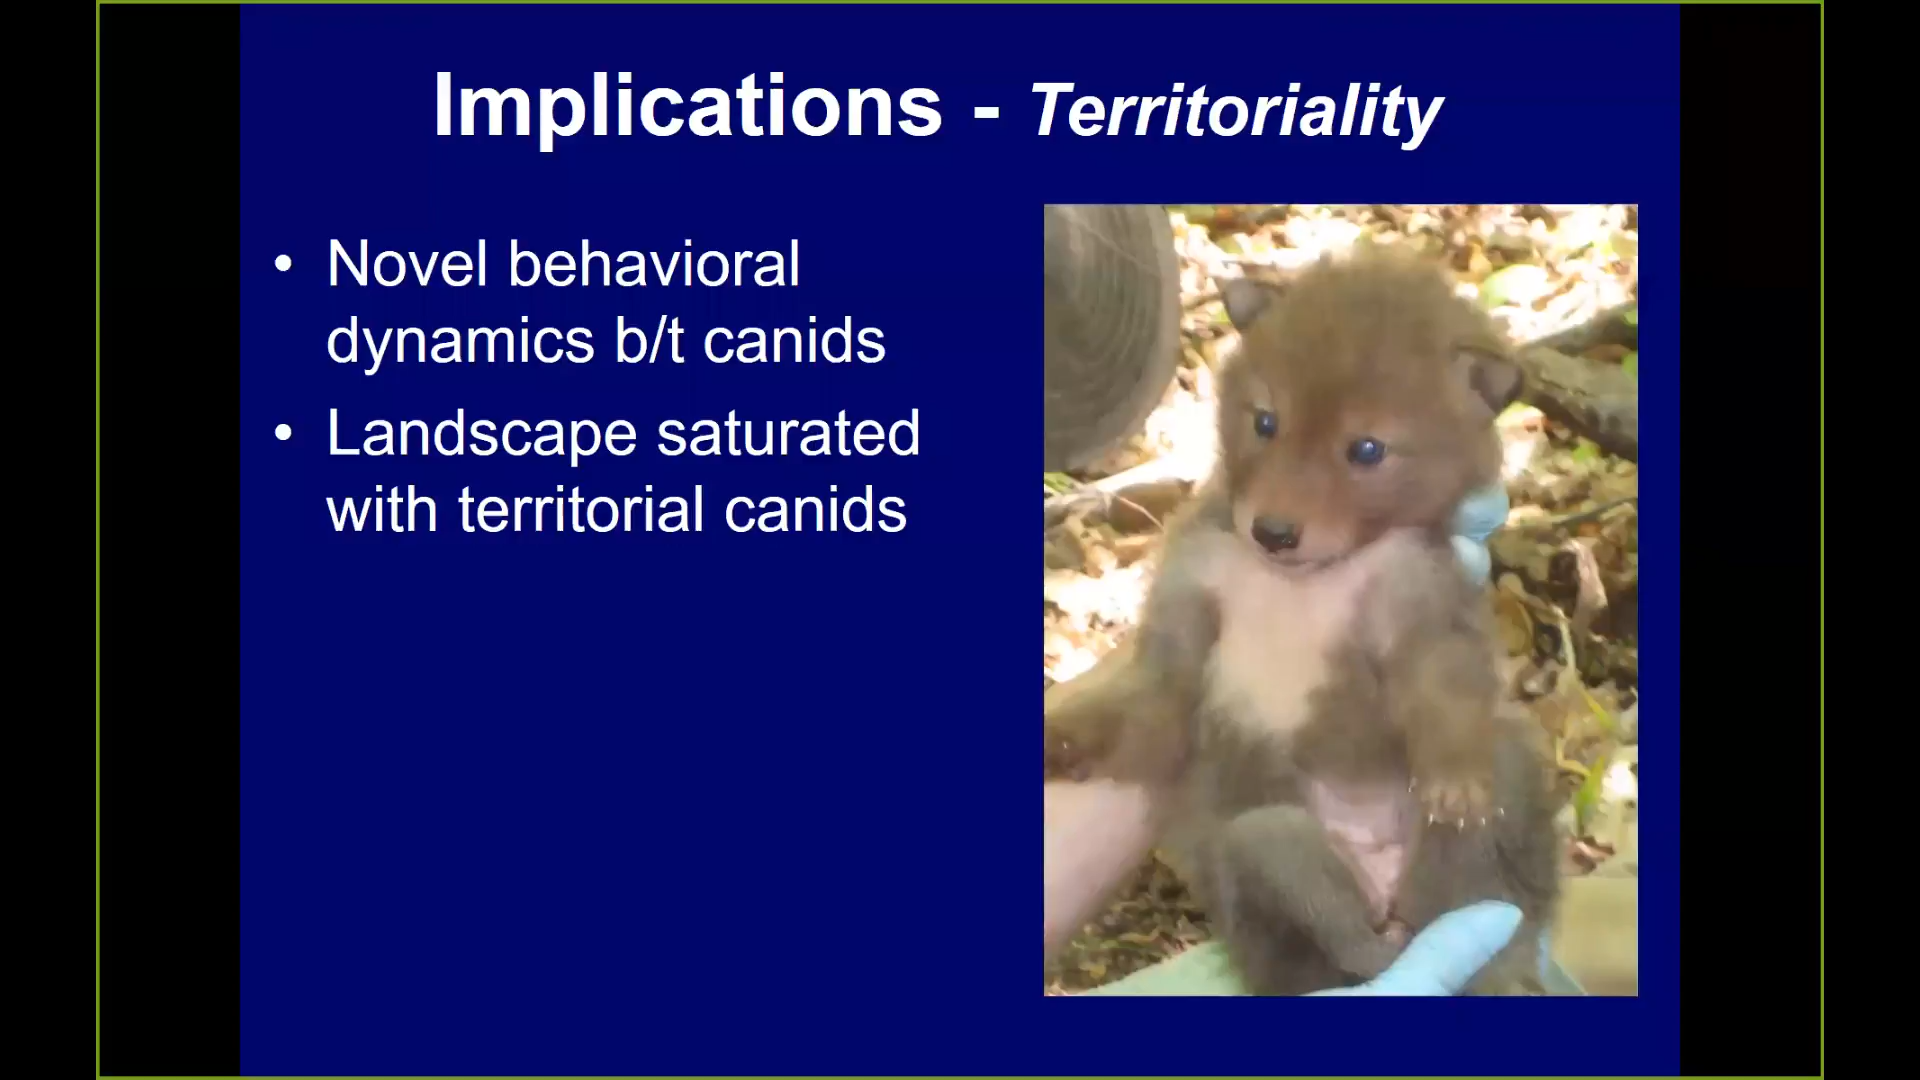 Implications - Territoriality
• Novel behavioral
dynamics b/t canids
• Landscape saturated
with territorial canids